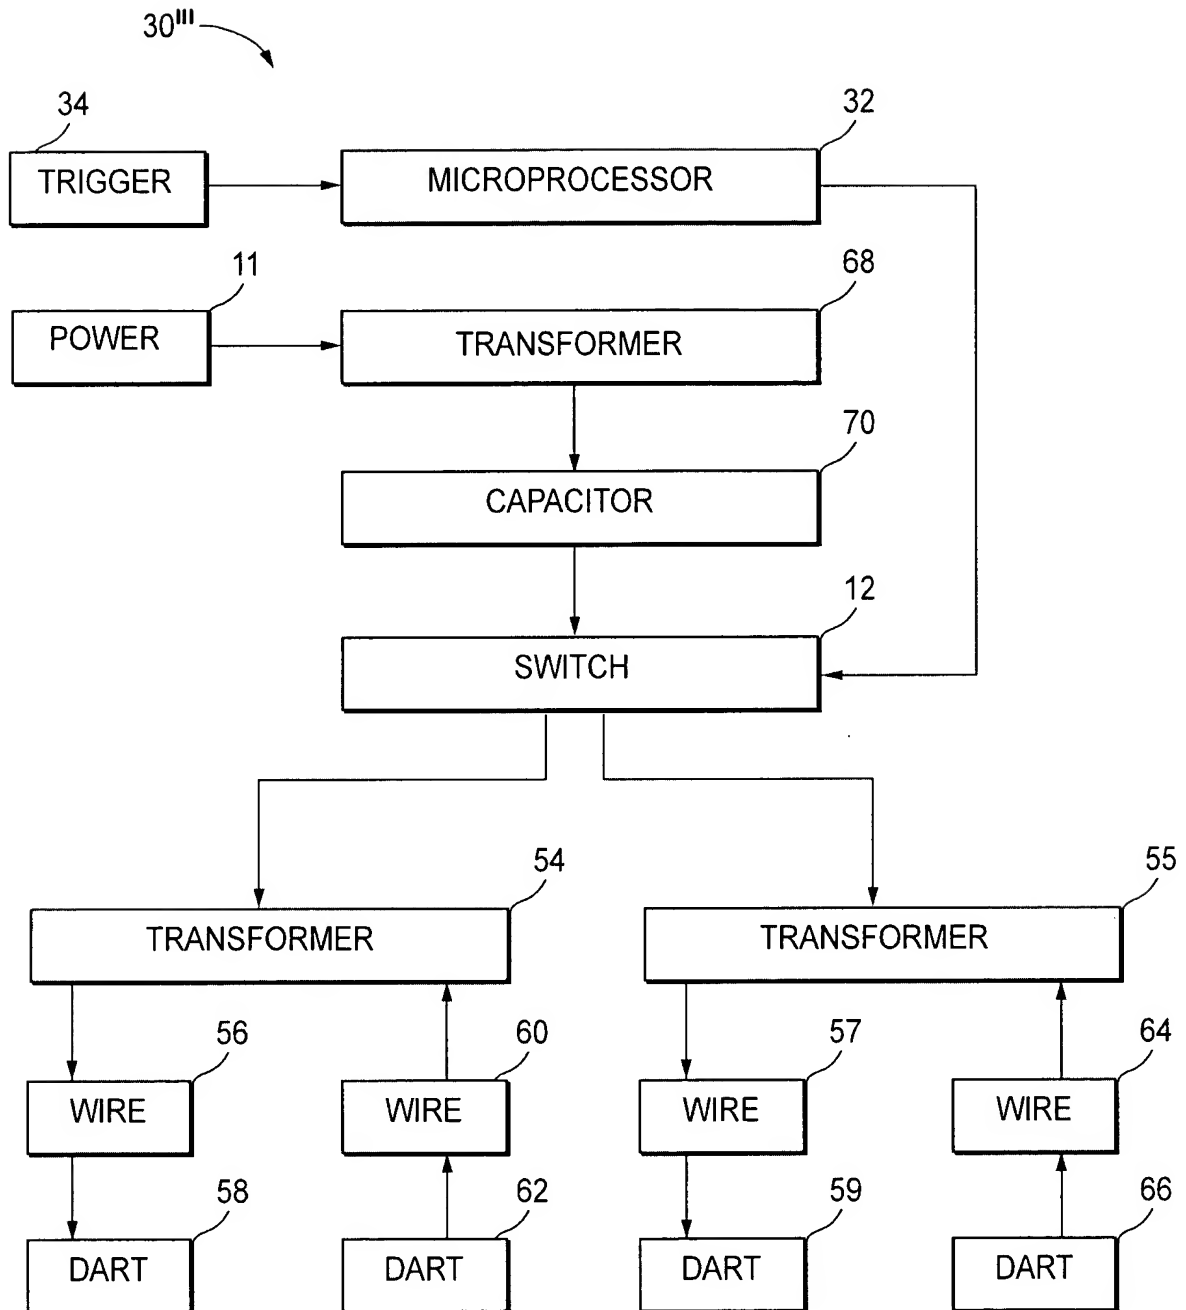 30'''
34
32
TRIGGER
MICROPROCESSOR
11
68
POWER
TRANSFORMER
70
CAPACITOR
12
SWITCH
54
55
TRANSFORMER
TRANSFORMER
56
60
57
64
WIRE
WIRE
WIRE
WIRE
58
62
59
66
DART
DART
DART
DART